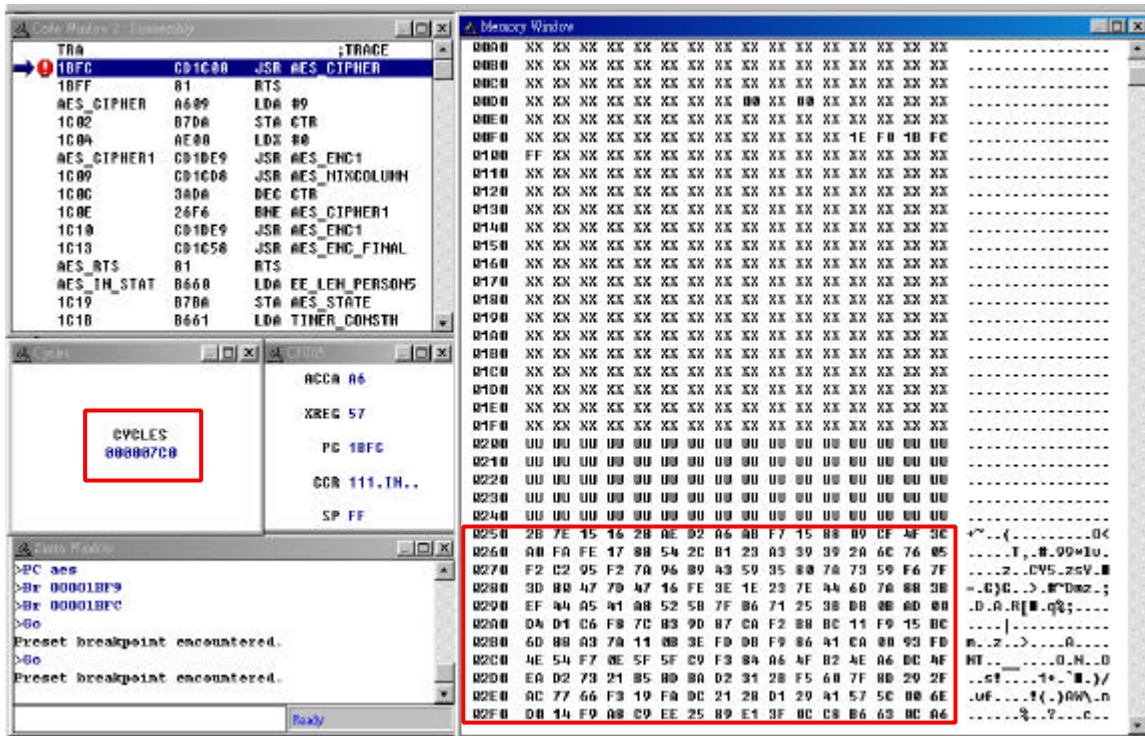 Code Window 2: Disassembly
TRA ;TRACE
1BFC CD1C00 JSR AES_CIPHER
1BFF 81 RTS
AES_CIPHER A609 LDA #9
1C02 B7DA STA CTR
1C04 AE00 LDX #0
AES_CIPHER1 CD1DE9 JSR AES_ENC1
1C09 CD1CD8 JSR AES_MIXCOLUMN
1C0C 3ADA DEC CTR
1C0E 26F6 BNE AES_CIPHER1
1C10 CD1DE9 JSR AES_ENC1
1C13 CD1C58 JSR AES_ENC_FINAL
AES_RTS 81 RTS
AES_IN_STAT B660 LDA EE_LEN_PERSON5
1C19 B7BA STA AES_STATE
1C1B B661 LDA TIMER_CONSTH
Cycles
CYCLES
000007C0
ACCA A6
XREG 57
PC 1BFC
CCR 111.IN..
SP FF
>PC aes
>Br 00001BF9
>Br 00001BFC
>Go
Preset breakpoint encountered.
>Go
Preset breakpoint encountered.
Ready
Memory Window
00A0 XX XX XX XX XX XX XX XX XX XX XX XX XX XX XX XX ................
00B0 XX XX XX XX XX XX XX XX XX XX XX XX XX XX XX XX ................
00C0 XX XX XX XX XX XX XX XX XX XX XX XX XX XX XX XX ................
00D0 XX XX XX XX XX XX XX XX 00 XX 00 XX XX XX XX XX ................
00E0 XX XX XX XX XX XX XX XX XX XX XX XX XX XX XX XX ................
00F0 XX XX XX XX XX XX XX XX XX XX XX XX 1E F0 1B FC ................
0100 FF XX XX XX XX XX XX XX XX XX XX XX XX XX XX XX ................
0110 XX XX XX XX XX XX XX XX XX XX XX XX XX XX XX XX ................
0120 XX XX XX XX XX XX XX XX XX XX XX XX XX XX XX XX ................
0130 XX XX XX XX XX XX XX XX XX XX XX XX XX XX XX XX ................
0140 XX XX XX XX XX XX XX XX XX XX XX XX XX XX XX XX ................
0150 XX XX XX XX XX XX XX XX XX XX XX XX XX XX XX XX ................
0160 XX XX XX XX XX XX XX XX XX XX XX XX XX XX XX XX ................
0170 XX XX XX XX XX XX XX XX XX XX XX XX XX XX XX XX ................
0180 XX XX XX XX XX XX XX XX XX XX XX XX XX XX XX XX ................
0190 XX XX XX XX XX XX XX XX XX XX XX XX XX XX XX XX ................
01A0 XX XX XX XX XX XX XX XX XX XX XX XX XX XX XX XX ................
01B0 XX XX XX XX XX XX XX XX XX XX XX XX XX XX XX XX ................
01C0 XX XX XX XX XX XX XX XX XX XX XX XX XX XX XX XX ................
01D0 XX XX XX XX XX XX XX XX XX XX XX XX XX XX XX XX ................
01E0 XX XX XX XX XX XX XX XX XX XX XX XX XX XX XX XX ................
01F0 XX XX XX XX XX XX XX XX XX XX XX XX XX XX XX XX ................
0200 UU UU UU UU UU UU UU UU UU UU UU UU UU UU UU UU ................
0210 UU UU UU UU UU UU UU UU UU UU UU UU UU UU UU UU ................
0220 UU UU UU UU UU UU UU UU UU UU UU UU UU UU UU UU ................
0230 UU UU UU UU UU UU UU UU UU UU UU UU UU UU UU UU ................
0240 UU UU UU UU UU UU UU UU UU UU UU UU UU UU UU UU ................
0250 2B 7E 15 16 28 AE D2 A6 AB F7 15 88 09 CF 4F 3C +~..(.........O<
0260 A0 FA FE 17 88 54 2C B1 23 A3 39 39 2A 6C 76 05 .....T,.#.99*lv.
0270 F2 C2 95 F2 7A 96 B9 43 59 35 80 7A 73 59 F6 7F ....z..CY5.zsY.
0280 3D 80 47 7D 47 16 FE 3E 1E 23 7E 44 6D 7A 88 3B =.G}G..>.#~Dmz.;
0290 EF 44 A5 41 A8 52 5B 7F B6 71 25 3B DB 0B AD 00 .D.A.R[.q%;....
02A0 D4 D1 C6 F8 7C 83 9D 87 CA F2 B8 BC 11 F9 15 BC ....|...........
02B0 6D 88 A3 7A 11 0B 3E FD DB F9 86 41 CA 00 93 FD m..z..>....A....
02C0 4E 54 F7 0E 5F 5F C9 F3 84 A6 4F B2 4E A6 DC 4F NT..__....O.N..O
02D0 EA D2 73 21 B5 8D BA D2 31 2B F5 60 7F 8D 29 2F ..s!....1+.`.)/
02E0 AC 77 66 F3 19 FA DC 21 28 D1 29 41 57 5C 00 6E .wf....!(.)AW\.n
02F0 D0 14 F9 A8 C9 EE 25 89 E1 3F 0C C8 B6 63 0C A6 ......%..?...c..